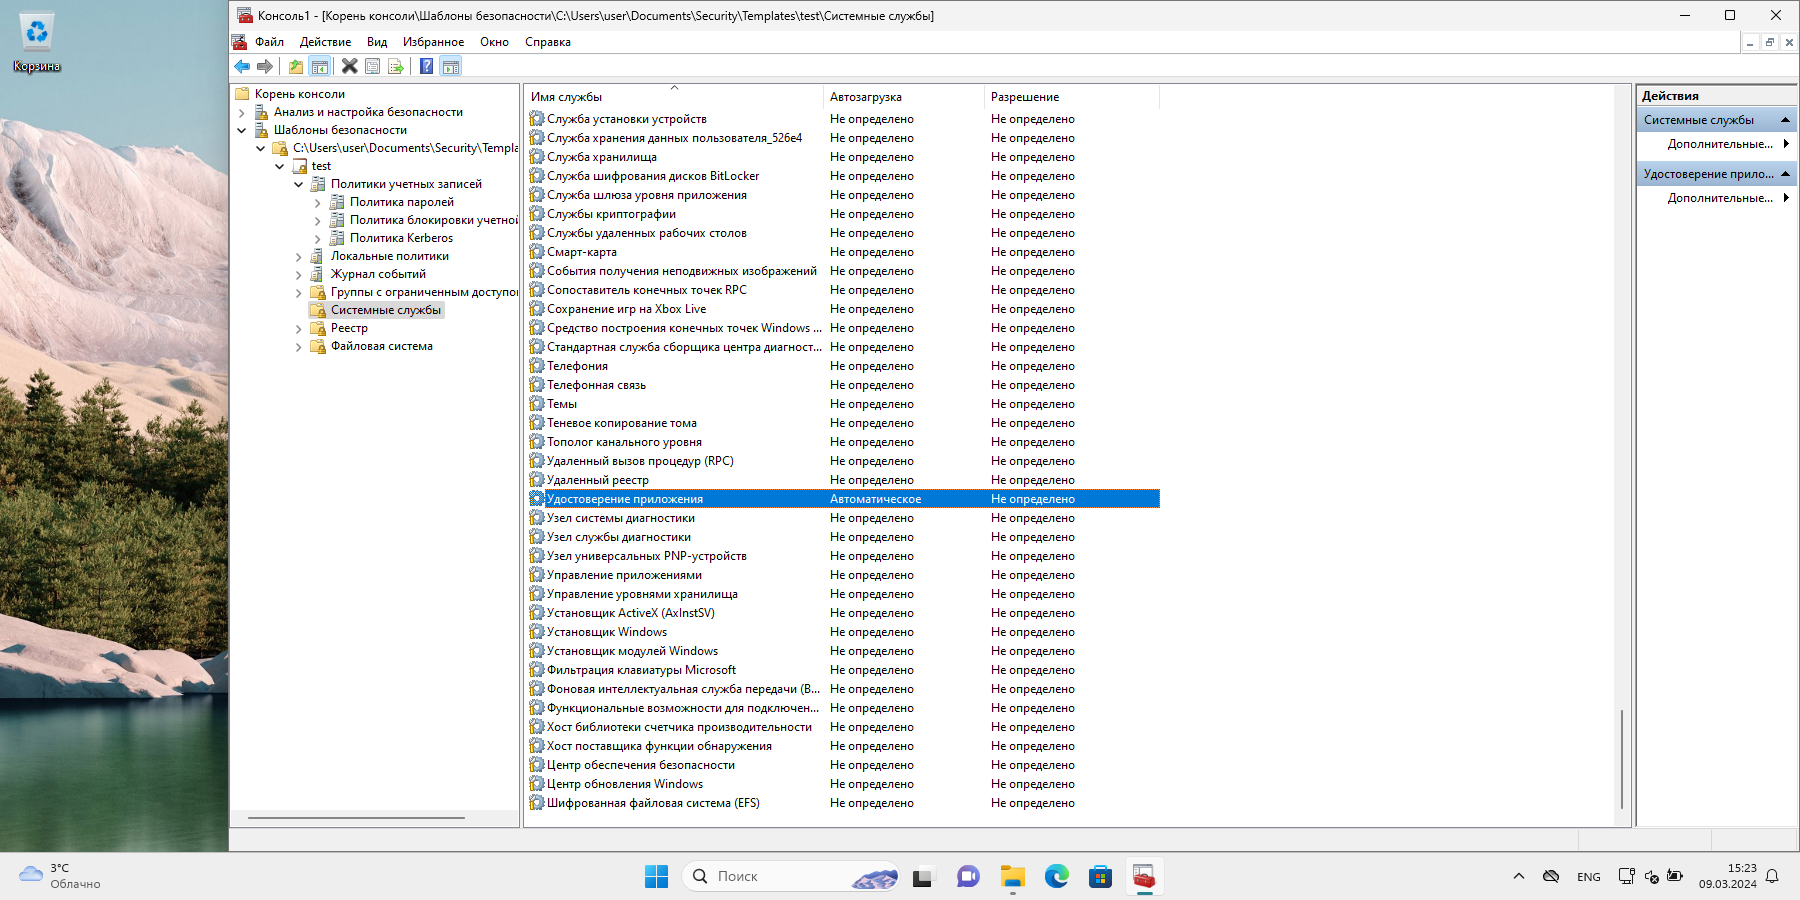 Корзина
Консоль1 - [Корень консоли\Шаблоны безопасности\C:\Users\user\Documents\Security\Templates\test\Системные службы]
Файл Действие Вид Избранное Окно Справка
Корень консоли
Анализ и настройка безопасности
Шаблоны безопасности
C:\Users\user\Documents\Security\Templa
test
Политики учетных записей
Политика паролей
Политика блокировки учетной
Политика Kerberos
Локальные политики
Журнал событий
Группы с ограниченным доступо
Системные службы
Реестр
Файловая система
Имя службы Автозагрузка Разрешение
Служба установки устройств Не определено Не определено
Служба хранения данных пользователя_526e4 Не определено Не определено
Служба хранилища Не определено Не определено
Служба шифрования дисков BitLocker Не определено Не определено
Служба шлюза уровня приложения Не определено Не определено
Службы криптографии Не определено Не определено
Службы удаленных рабочих столов Не определено Не определено
Смарт-карта Не определено Не определено
События получения неподвижных изображений Не определено Не определено
Сопоставитель конечных точек RPC Не определено Не определено
Сохранение игр на Xbox Live Не определено Не определено
Средство построения конечных точек Windows ... Не определено Не определено
Стандартная служба сборщика центра диагност... Не определено Не определено
Телефония Не определено Не определено
Телефонная связь Не определено Не определено
Темы Не определено Не определено
Теневое копирование тома Не определено Не определено
Тополог канального уровня Не определено Не определено
Удаленный вызов процедур (RPC) Не определено Не определено
Удаленный реестр Не определено Не определено
Удостоверение приложения Автоматическое Не определено
Узел системы диагностики Не определено Не определено
Узел службы диагностики Не определено Не определено
Узел универсальных PNP-устройств Не определено Не определено
Управление приложениями Не определено Не определено
Управление уровнями хранилища Не определено Не определено
Установщик ActiveX (AxInstSV) Не определено Не определено
Установщик Windows Не определено Не определено
Установщик модулей Windows Не определено Не определено
Фильтрация клавиатуры Microsoft Не определено Не определено
Фоновая интеллектуальная служба передачи (B... Не определено Не определено
Функциональные возможности для подключен... Не определено Не определено
Хост библиотеки счетчика производительности Не определено Не определено
Хост поставщика функции обнаружения Не определено Не определено
Центр обеспечения безопасности Не определено Не определено
Центр обновления Windows Не определено Не определено
Шифрованная файловая система (EFS) Не определено Не определено
Действия
Системные службы
Дополнительные...
Удостоверение прило...
Дополнительные...
3°C
Облачно
Поиск
ENG
15:23
09.03.2024